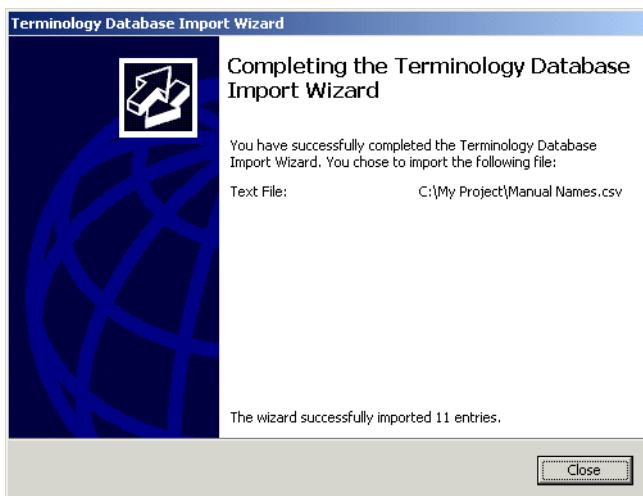 Terminology Database Import Wizard
Completing the Terminology Database
Import Wizard
You have successfully completed the Terminology Database
Import Wizard. You chose to import the following file:
Text File: C:\My Project\Manual Names.csv
The wizard successfully imported 11 entries.
Close